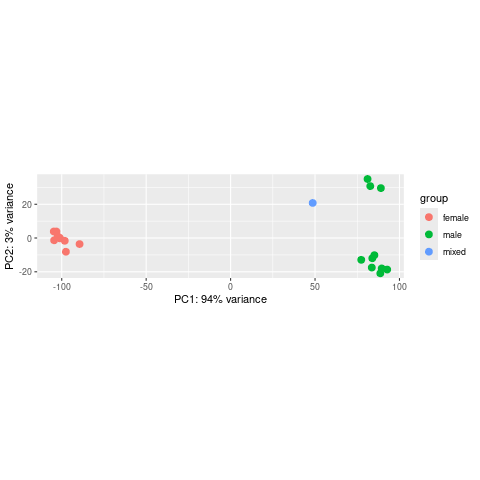 20
0
-20
PC2: 3% variance
-100
-50
0
50
100
PC1: 94% variance
group
female
male
mixed